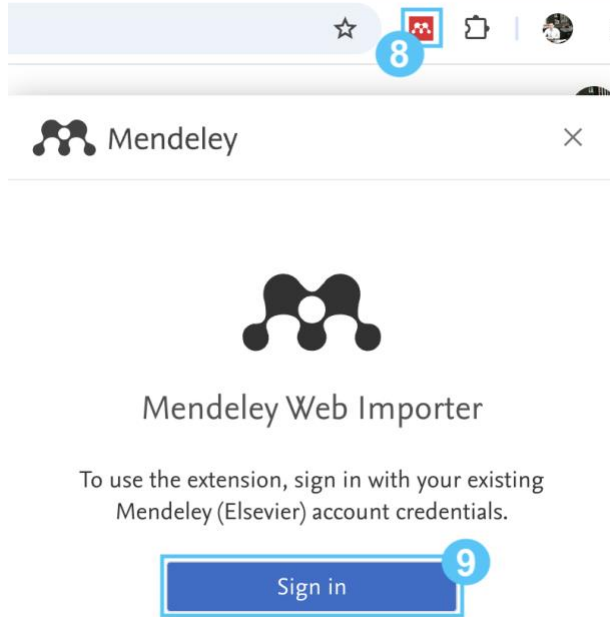 8
Mendeley
Mendeley Web Importer
To use the extension, sign in with your existing
Mendeley (Elsevier) account credentials.
9
Sign in